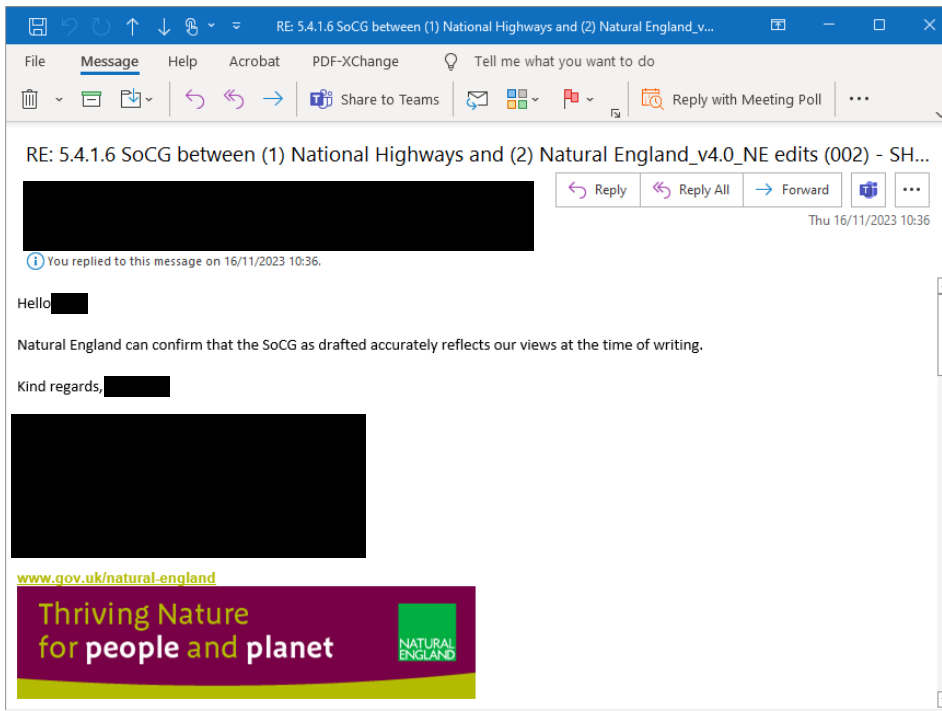 RE: 5.4.1.6 SoCG between (1) National Highways and (2) Natural England_v...
File Message Help Acrobat PDF-XChange Tell me what you want to do
Share to Teams Reply with Meeting Poll
RE: 5.4.1.6 SoCG between (1) National Highways and (2) Natural England_v4.0_NE edits (002) - SH...
Reply Reply All Forward
Thu 16/11/2023 10:36
You replied to this message on 16/11/2023 10:36.
Hello
Natural England can confirm that the SoCG as drafted accurately reflects our views at the time of writing.
Kind regards,
www.gov.uk/natural-england
Thriving Nature
for people and planet
NATURAL
ENGLAND